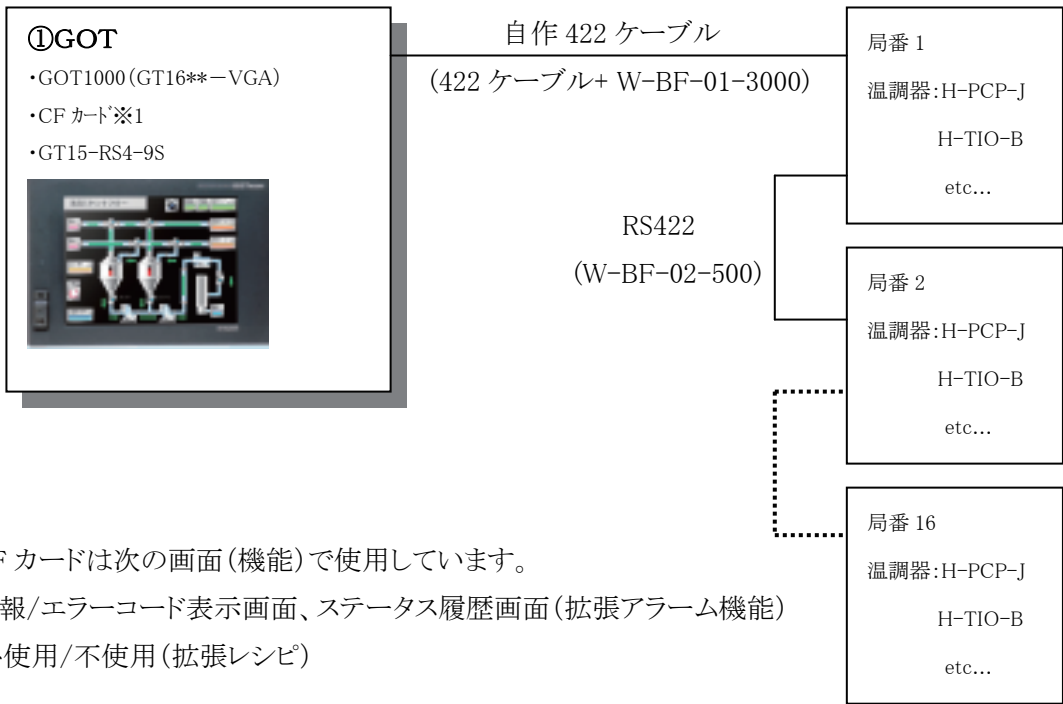 ①GOT
・GOT1000(GT16**－VGA)
・CF ｶｰﾄﾞ※1
・GT15-RS4-9S
自作 422 ケーブル
(422 ケーブル+ W-BF-01-3000)
RS422
(W-BF-02-500)
局番 1
温調器:H-PCP-J
H-TIO-B
etc…
局番 2
温調器:H-PCP-J
H-TIO-B
etc…
局番 16
温調器:H-PCP-J
H-TIO-B
etc…
F カードは次の画面(機能)で使用しています。
報/エラーコード表示画面、ステータス履歴画面(拡張アラーム機能)
使用/不使用(拡張レシピ)